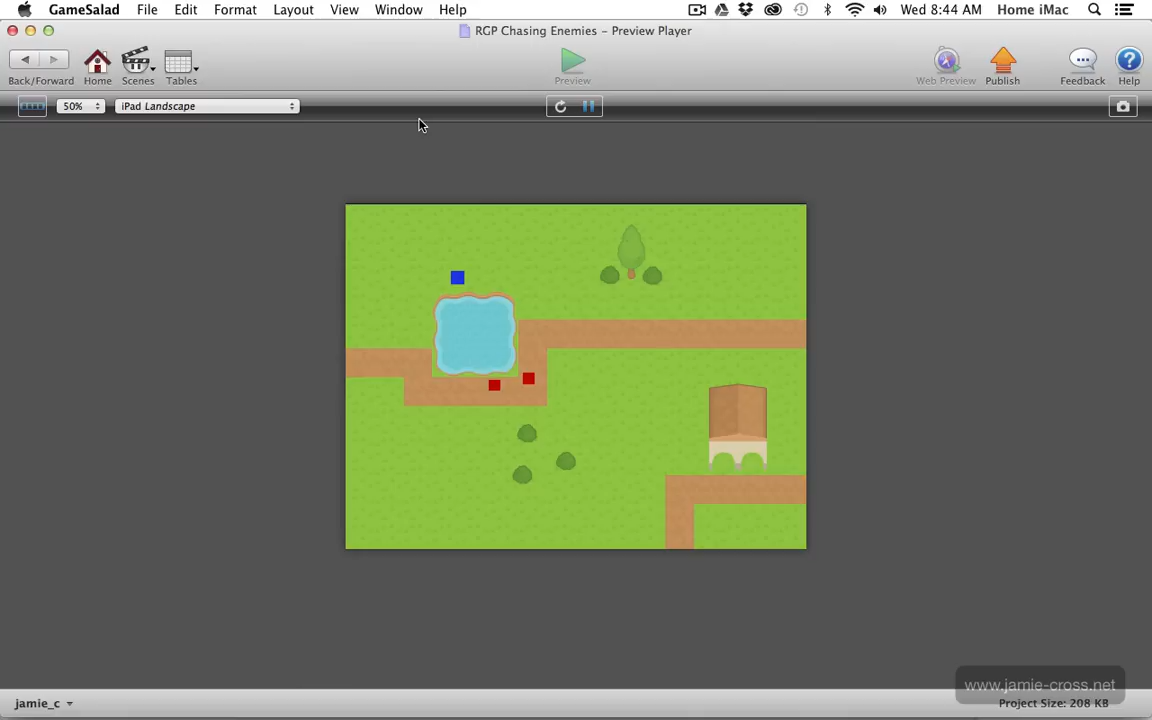 GameSalad File Edit Format Layout View Window Help Wed 8:44 AM Home iMac
RGP Chasing Enemies – Preview Player
Back/Forward Home Scenes Tables Preview Web Preview Publish Feedback Help
50% iPad Landscape
www.jamie-cross.net
jamie_c Project Size: 208 KB